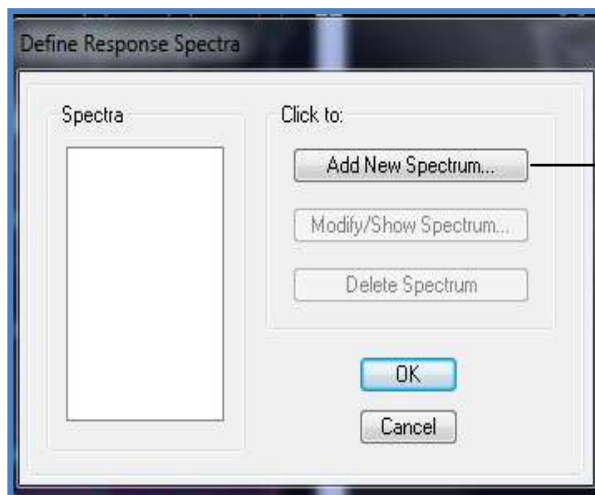 Define Response Spectra
Spectra
Click to:
Add New Spectrum...
Modify/Show Spectrum...
Delete Spectrum
OK
Cancel